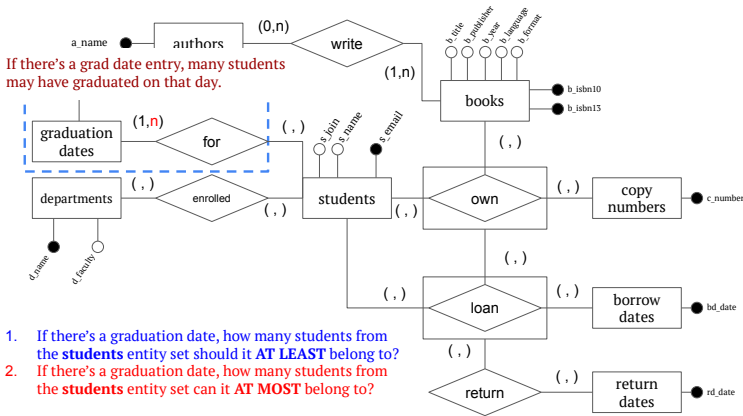 b_title
b_publisher
b_year
b_language
b_format
a_name
authors
(0,n)
write
(1,n)
If there's a grad date entry, many students
may have graduated on that day.
books
b_isbn10
b_isbn13
graduation
dates
(1,n)
for
( , )
s_join
s_name
s_email
( , )
departments
( , )
enrolled
( , )
students
( , )
own
( , )
copy
numbers
c_number
d_name
d_faculty
( , )
( , )
loan
( , )
borrow
dates
bd_date
1. If there's a graduation date, how many students from
the students entity set should it AT LEAST belong to?
2. If there's a graduation date, how many students from
the students entity set can it AT MOST belong to?
( , )
return
( , )
return
dates
rd_date